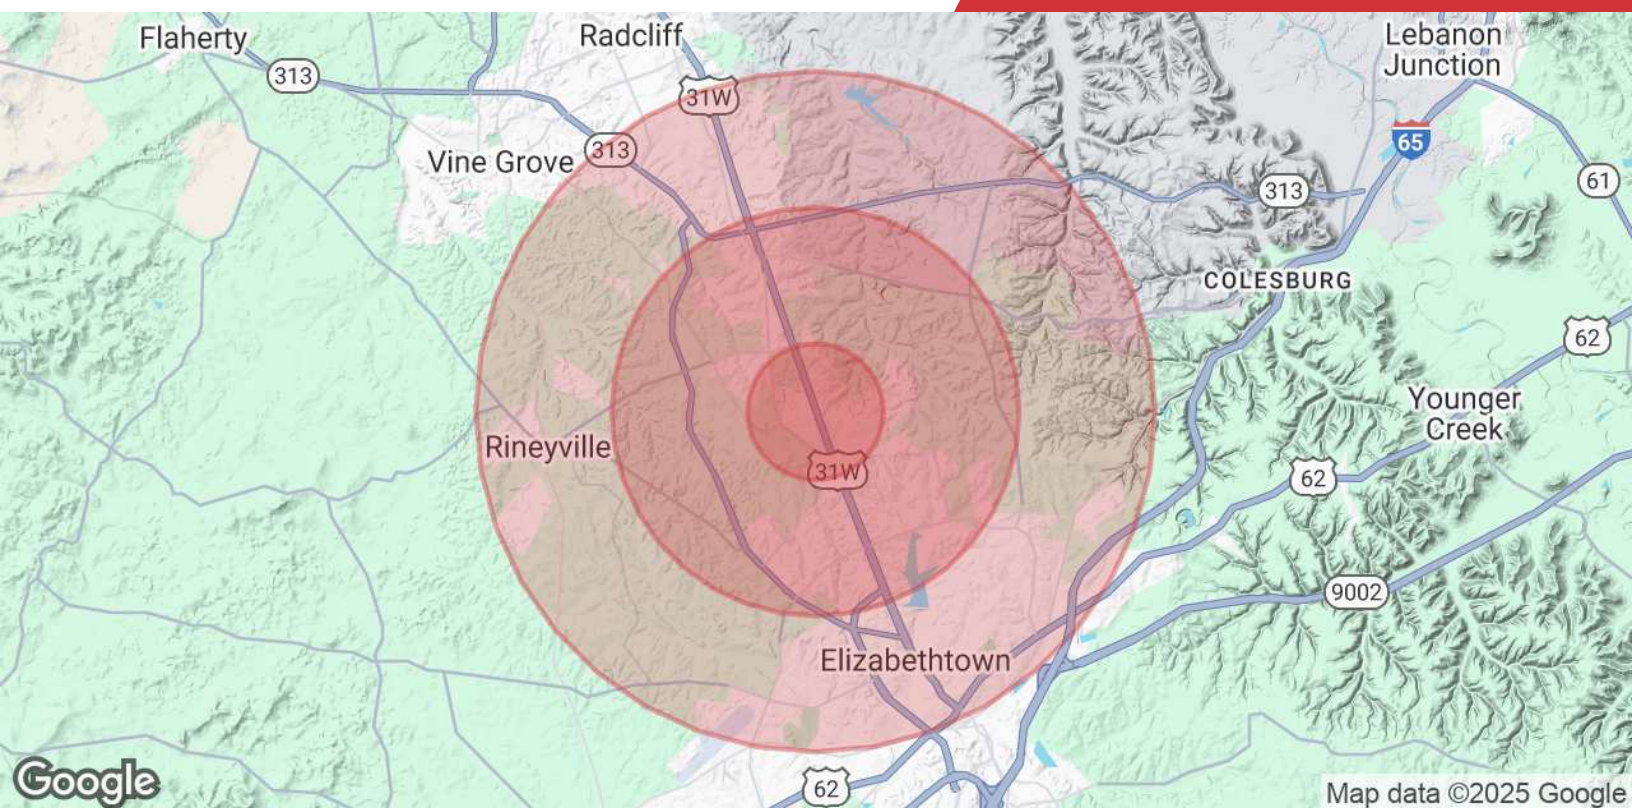 Flaherty
Radcliff
Lebanon
Junction
313
31W
65
Vine Grove
313
313
61
COLESBURG
62
Younger
Creek
Rineyville
31W
62
9002
Elizabethtown
62
Google
Map data ©2025 Google